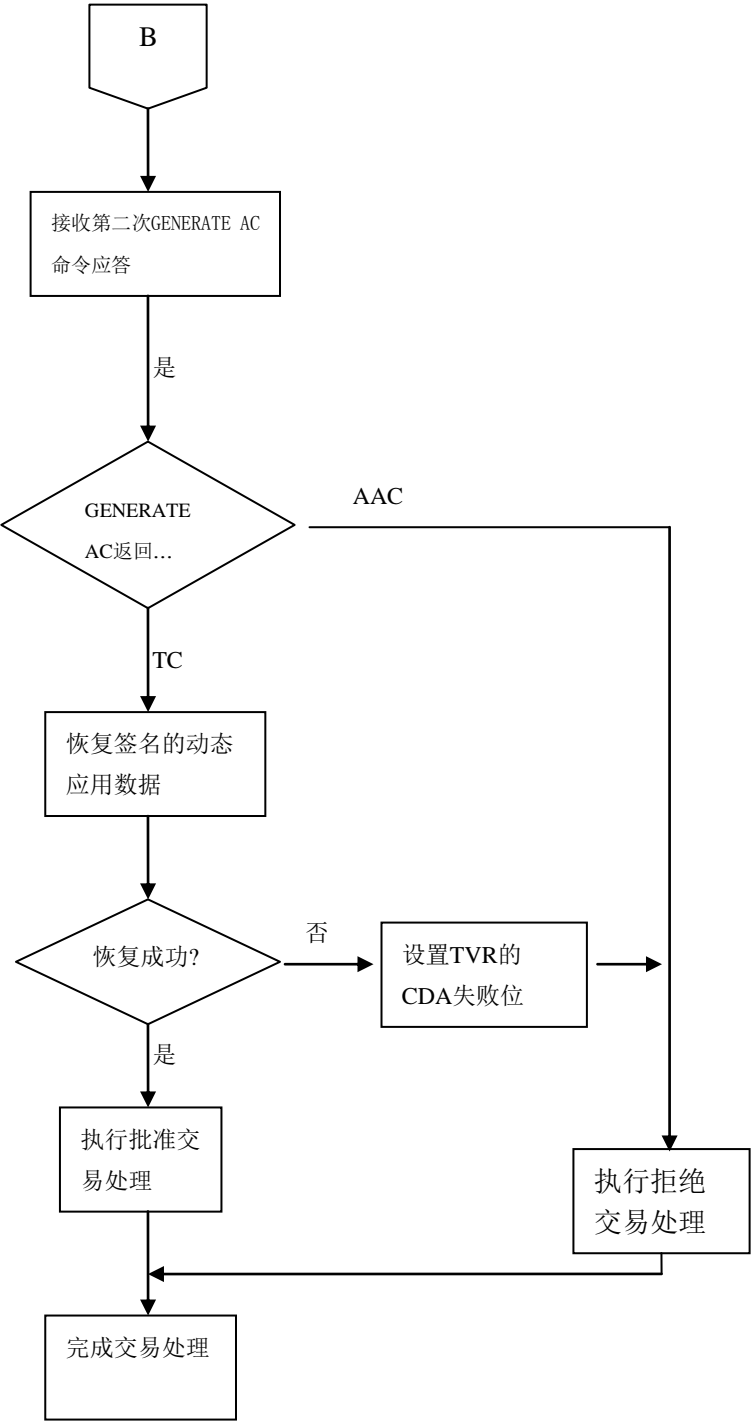 B
接收第二次GENERATE AC
命令应答
是
GENERATE
AC返回…
AAC
TC
恢复签名的动态
应用数据
恢复成功?
否
设置TVR的
CDA失败位
是
执行批准交
易处理
执行拒绝
交易处理
完成交易处理